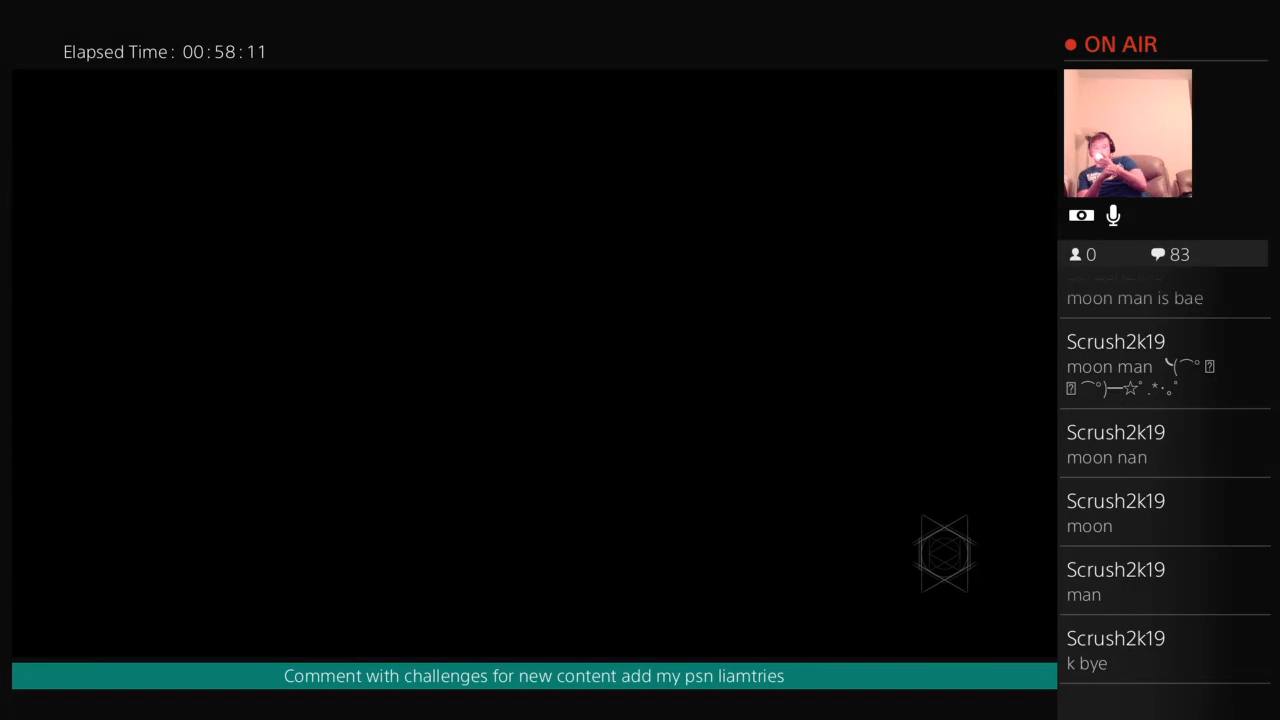 Elapsed Time: 00:58:11
ON AIR
0 83
moon man is bae
Scrush2k19
moon man ╰(⌒°
⌒°)—☆ﾟ.*･｡ﾟ
Scrush2k19
moon nan
Scrush2k19
moon
Scrush2k19
man
Scrush2k19
k bye
Comment with challenges for new content add my psn liamtries